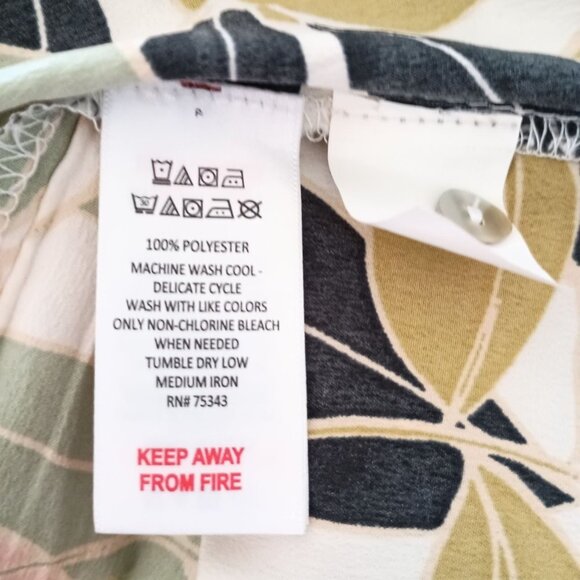 100% POLYESTER
MACHINE WASH COOL -
DELICATE CYCLE
WASH WITH LIKE COLORS
ONLY NON-CHLORINE BLEACH
WHEN NEEDED
TUMBLE DRY LOW
MEDIUM IRON
RN# 75343
KEEP AWAY
FROM FIRE